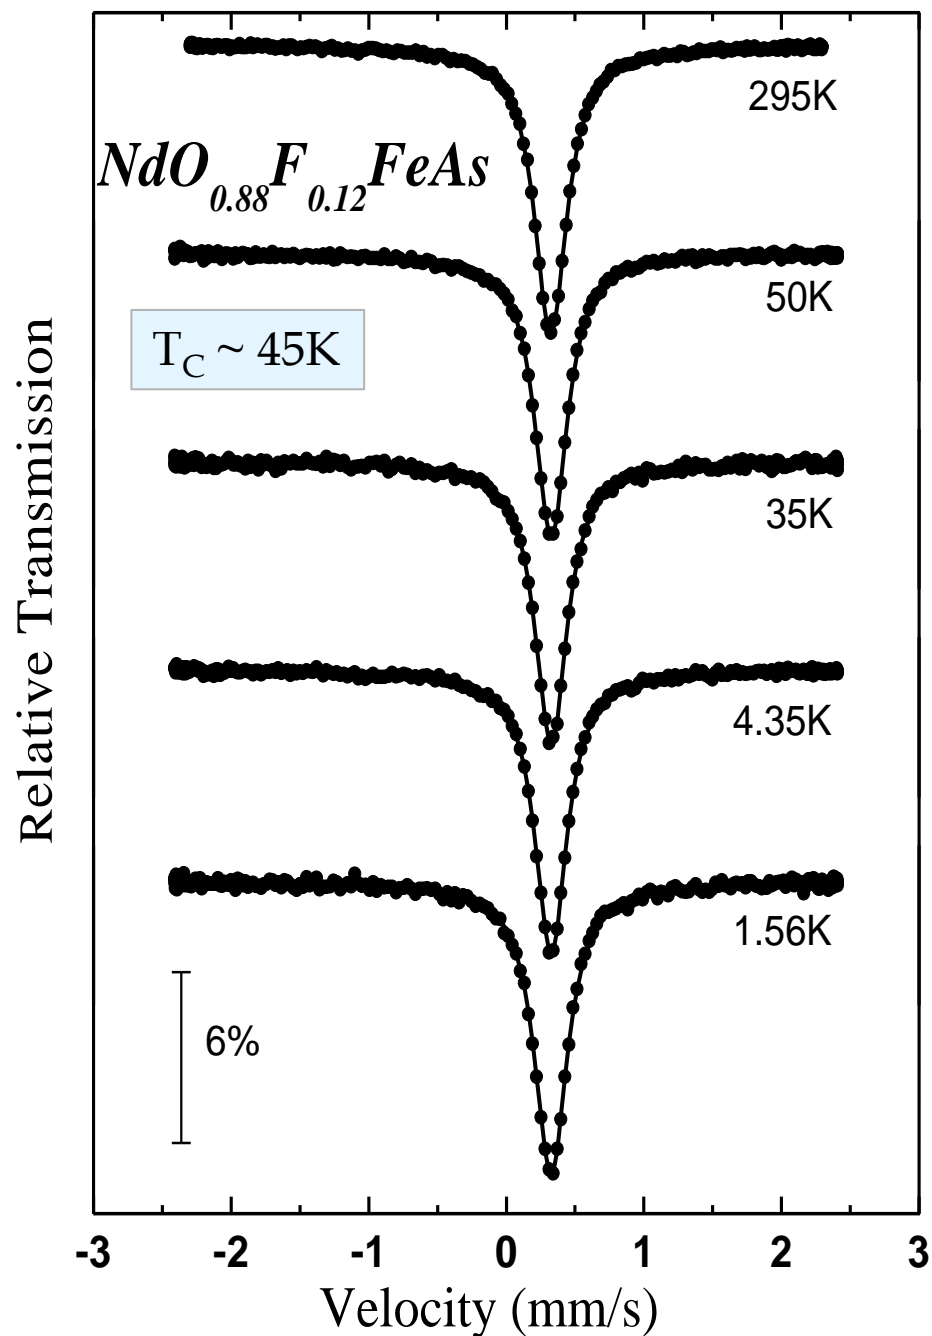 295K
NdO0.88F0.12FeAs
50K
TC ~ 45K
35K
4.35K
1.56K
6%
Relative Transmission
-3 -2 -1 0 1 2 3
Velocity (mm/s)